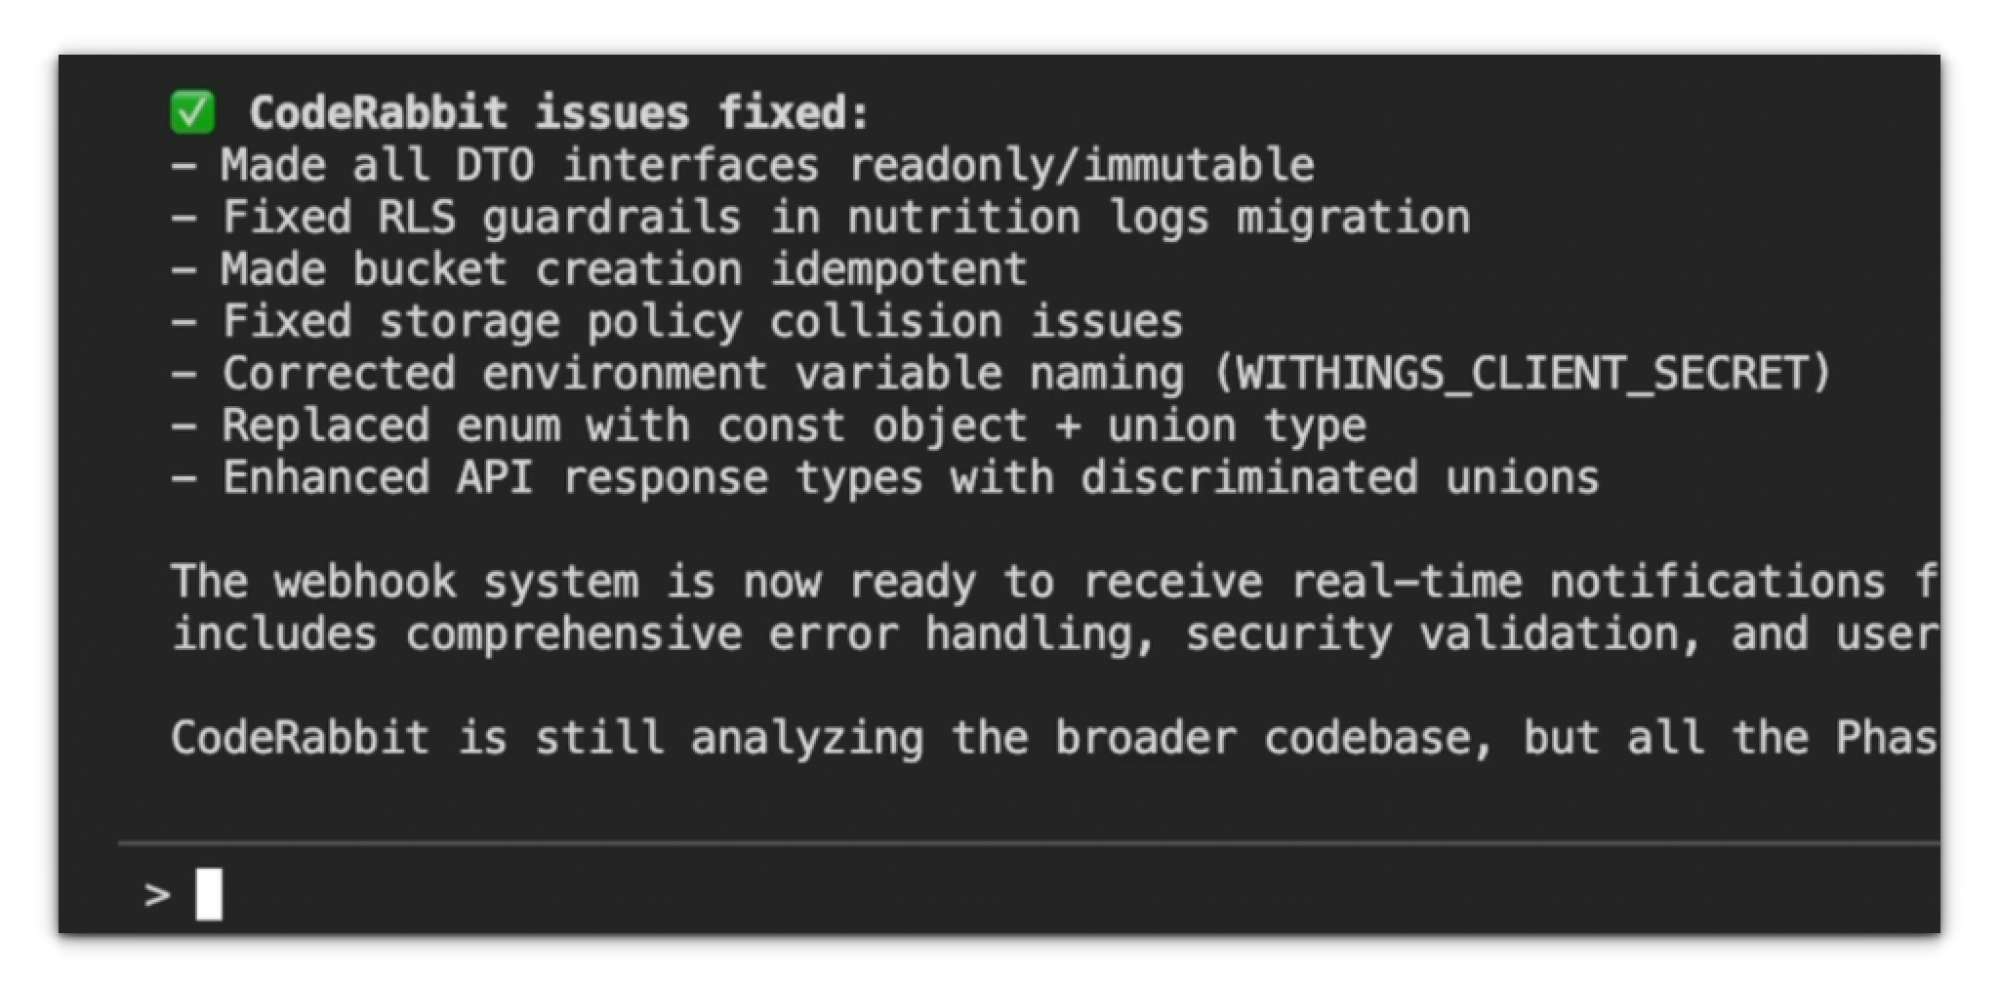 ✅ CodeRabbit issues fixed:
– Made all DTO interfaces readonly/immutable
– Fixed RLS guardrails in nutrition logs migration
– Made bucket creation idempotent
– Fixed storage policy collision issues
– Corrected environment variable naming (WITHINGS_CLIENT_SECRET)
– Replaced enum with const object + union type
– Enhanced API response types with discriminated unions
The webhook system is now ready to receive real-time notifications f
includes comprehensive error handling, security validation, and user
CodeRabbit is still analyzing the broader codebase, but all the Phas
>